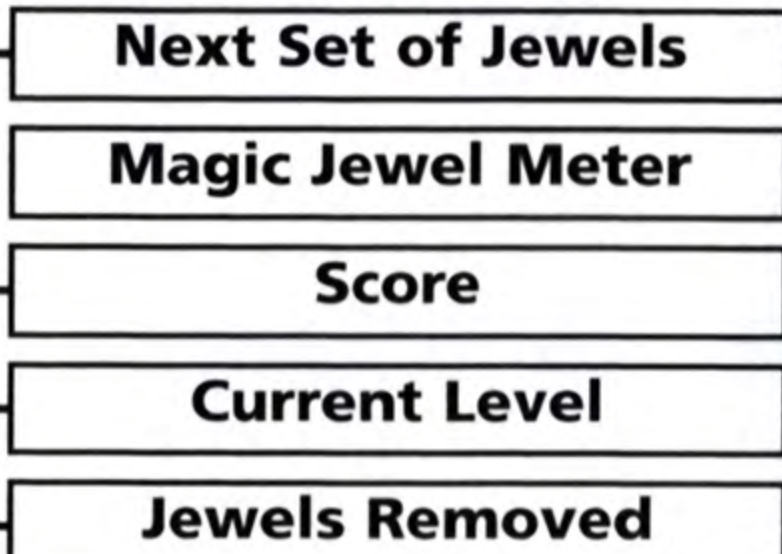 Next Set of Jewels
Magic Jewel Meter
Score
Current Level
Jewels Removed